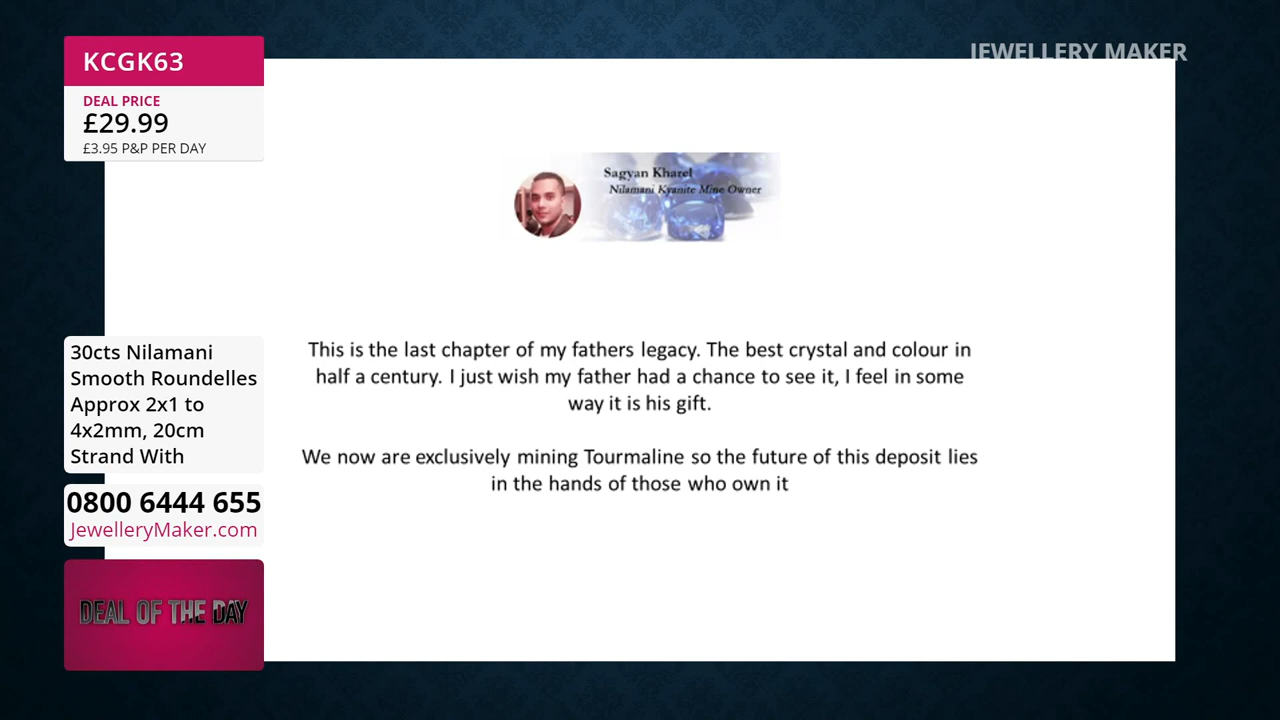 KCGK63
DEAL PRICE
£29.99
£3.95 P&P PER DAY
JEWELLERY MAKER
Sagyan Kharel
Nilamani Kyanite Mine Owner
This is the last chapter of my fathers legacy. The best crystal and colour in
half a century. I just wish my father had a chance to see it, I feel in some
way it is his gift.
We now are exclusively mining Tourmaline so the future of this deposit lies
in the hands of those who own it
30cts Nilamani
Smooth Roundelles
Approx 2x1 to
4x2mm, 20cm
Strand With
0800 6444 655
JewelleryMaker.com
DEAL OF THE DAY